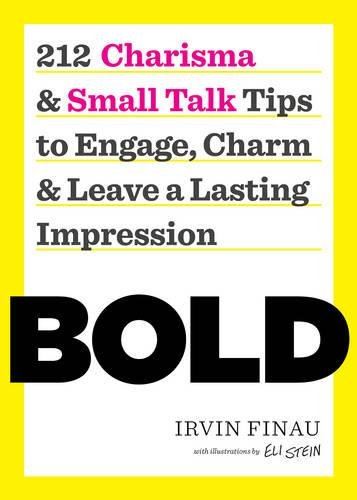 212 Charisma
& Small Talk Tips
to Engage, Charm
& Leave a Lasting
Impression
BOLD
IRVIN FINAU
with illustrations by ELI STEIN